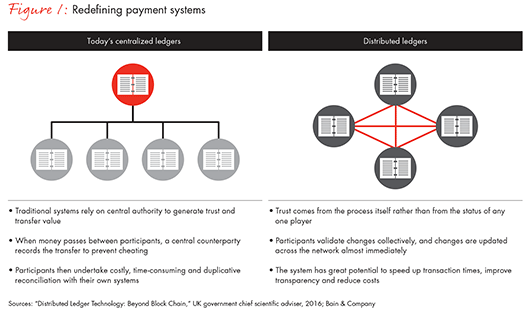 Figure 1: Redefining payment systems
Today's centralized ledgers
Distributed ledgers
• Traditional systems rely on central authority to generate trust and
transfer value
• When money passes between participants, a central counterparty
records the transfer to prevent cheating
• Participants then undertake costly, time-consuming and duplicative
reconciliation with their own systems
• Trust comes from the process itself rather than from the status of any
one player
• Participants validate changes collectively, and changes are updated
across the network almost immediately
• The system has great potential to speed up transaction times, improve
transparency and reduce costs
Sources: "Distributed Ledger Technology: Beyond Block Chain," UK government chief scientific adviser, 2016; Bain & Company